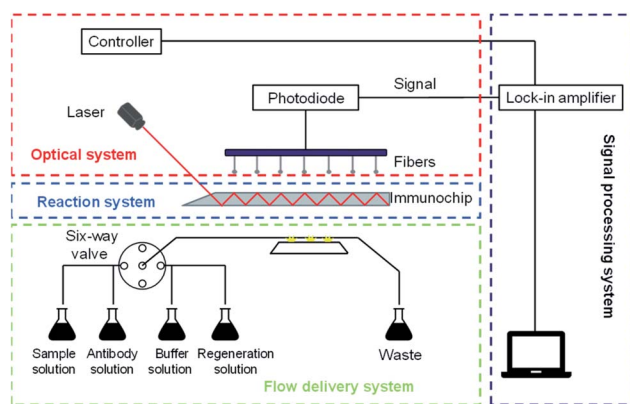 Controller
Signal
Photodiode
Lock-in amplifier
Laser
Optical system
Fibers
Reaction system
Immunochip
Signal processing system
Six-way
valve
Sample
solution
Antibody
solution
Buffer
solution
Regeneration
solution
Waste
Flow delivery system